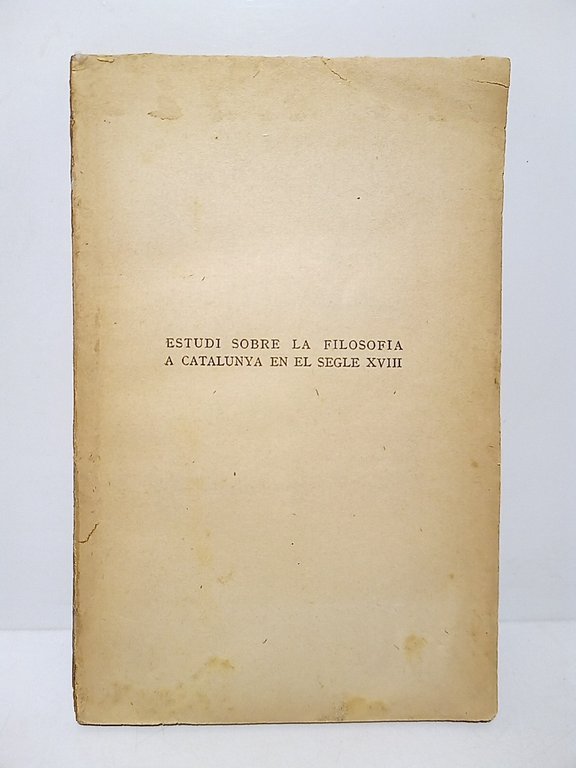 ESTUDI SOBRE LA FILOSOFIA
A CATALUNYA EN EL SEGLE XVIII